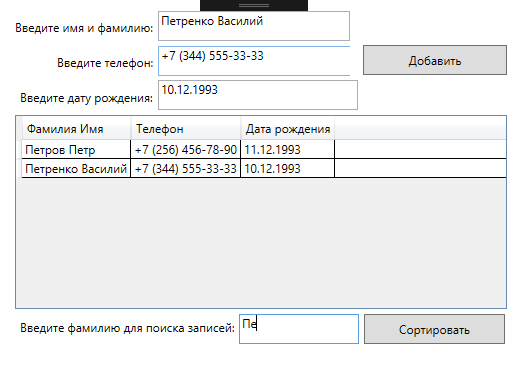 Введите имя и фамилию: Петренко Василий
Введите телефон: +7 (344) 555-33-33 Добавить
Введите дату рождения: 10.12.1993
Фамилия Имя Телефон Дата рождения
Петров Петр +7 (256) 456-78-90 11.12.1993
Петренко Василий +7 (344) 555-33-33 10.12.1993
Введите фамилию для поиска записей: Пе Сортировать